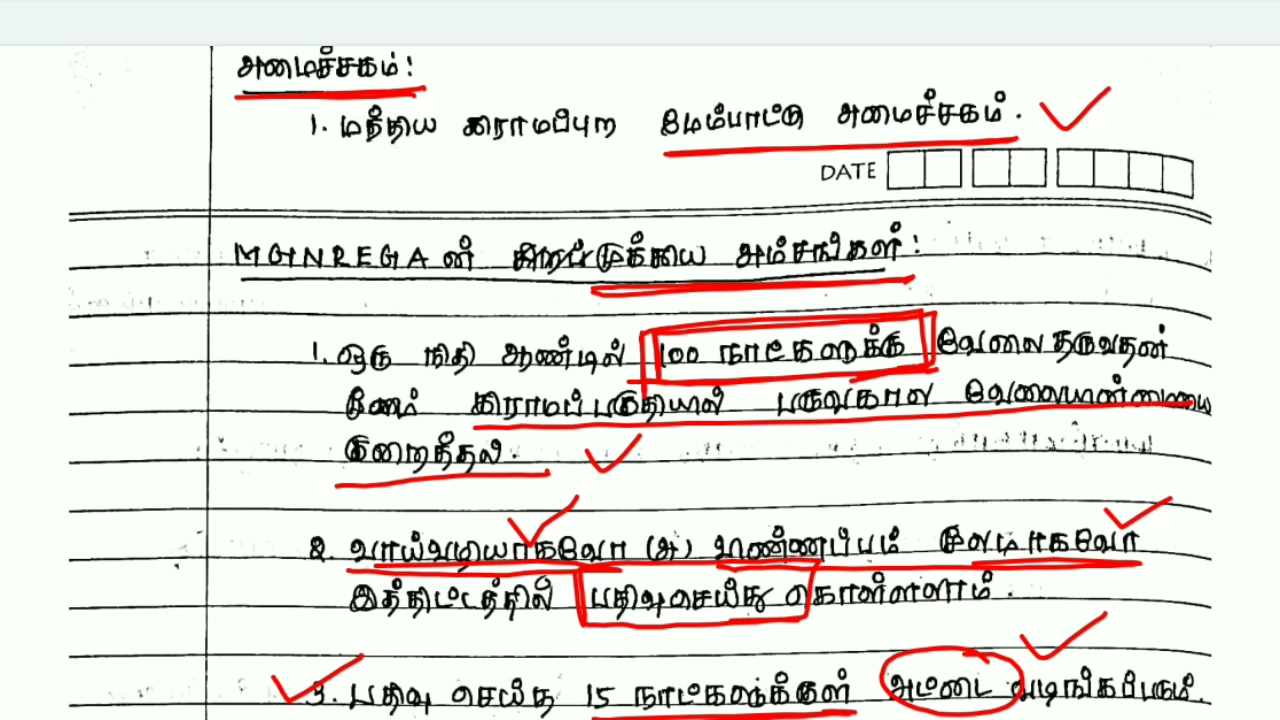 அமைச்சகம்:
1. மத்திய கிராமப்புற மேம்பாட்டு அமைச்சகம்.
DATE
MGNREGA ன் சிறப்பு முக்கிய அம்சங்கள்:
1. ஒரு நிதி ஆண்டில் 100 நாட்களுக்கு வேலை தருவதன்
மூலம் கிராமப் பகுதியில் பருவகால வேலையின்மையை
குறைத்தல்.
2. வாய்வழியாகவோ (அ) விண்ணப்பம் மூலமாகவோ
இத்திட்டத்தில் பதிவு செய்து கொள்ளலாம்.
3. பதிவு செய்த 15 நாட்களுக்குள் அட்டை வழங்கப்படும்.